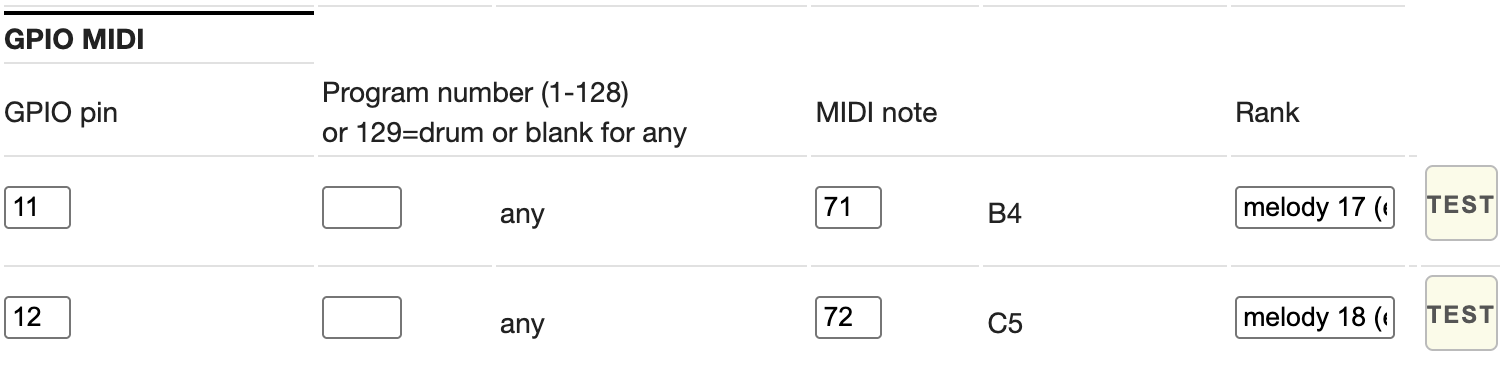 GPIO MIDI
GPIO pin
Program number (1-128)
or 129=drum or blank for any
MIDI note
Rank
11
any
71
B4
melody 17 (
TEST
12
any
72
C5
melody 18 (
TEST